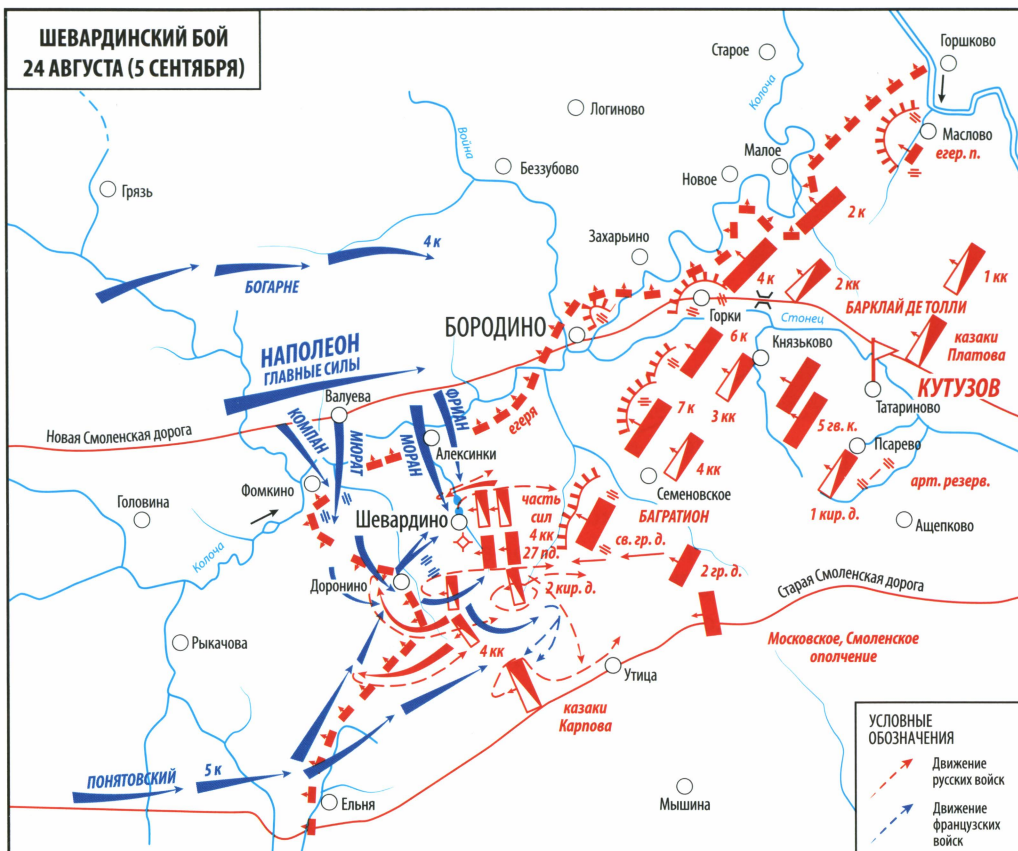 ШЕВАРДИНСКИЙ БОЙ
24 АВГУСТА (5 СЕНТЯБРЯ)
Старое
Горшково
Колоча
Логиново
Война
Маслово
егер. п.
Малое
Беззубово
Новое
Грязь
2 к
Захарьино
4 к
БОГАРНЕ
4 к
2 кк
1 кк
БАРКЛАЙ ДЕ ТОЛЛИ
Горки
Стонец
БОРОДИНО
казаки
Платова
6 к
Князьково
НАПОЛЕОН
ГЛАВНЫЕ СИЛЫ
КУТУЗОВ
Валуева
ФРИАН
егеря
7 к
3 кк
Татариново
КОМПАН
МЮРАТ
МОРАН
5 гв. к.
Новая Смоленская дорога
Алексинки
Псарево
4 кк
Фомкино
Семеновское
арт. резерв.
Головина
часть
сил
4 кк
27 пд.
БАГРАТИОН
1 кир. д.
Шевардино
Ащепково
св. гр. д.
Колоча
Доронино
2 кир. д.
2 гр. д.
Старая Смоленская дорога
Рыкачова
4 кк
Московское, Смоленское
ополчение
Утица
казаки
Карпова
УСЛОВНЫЕ
ОБОЗНАЧЕНИЯ
Движение
русских войск
Движение
французских
войск
ПОНЯТОВСКИЙ
5 к
Ельня
Мышина